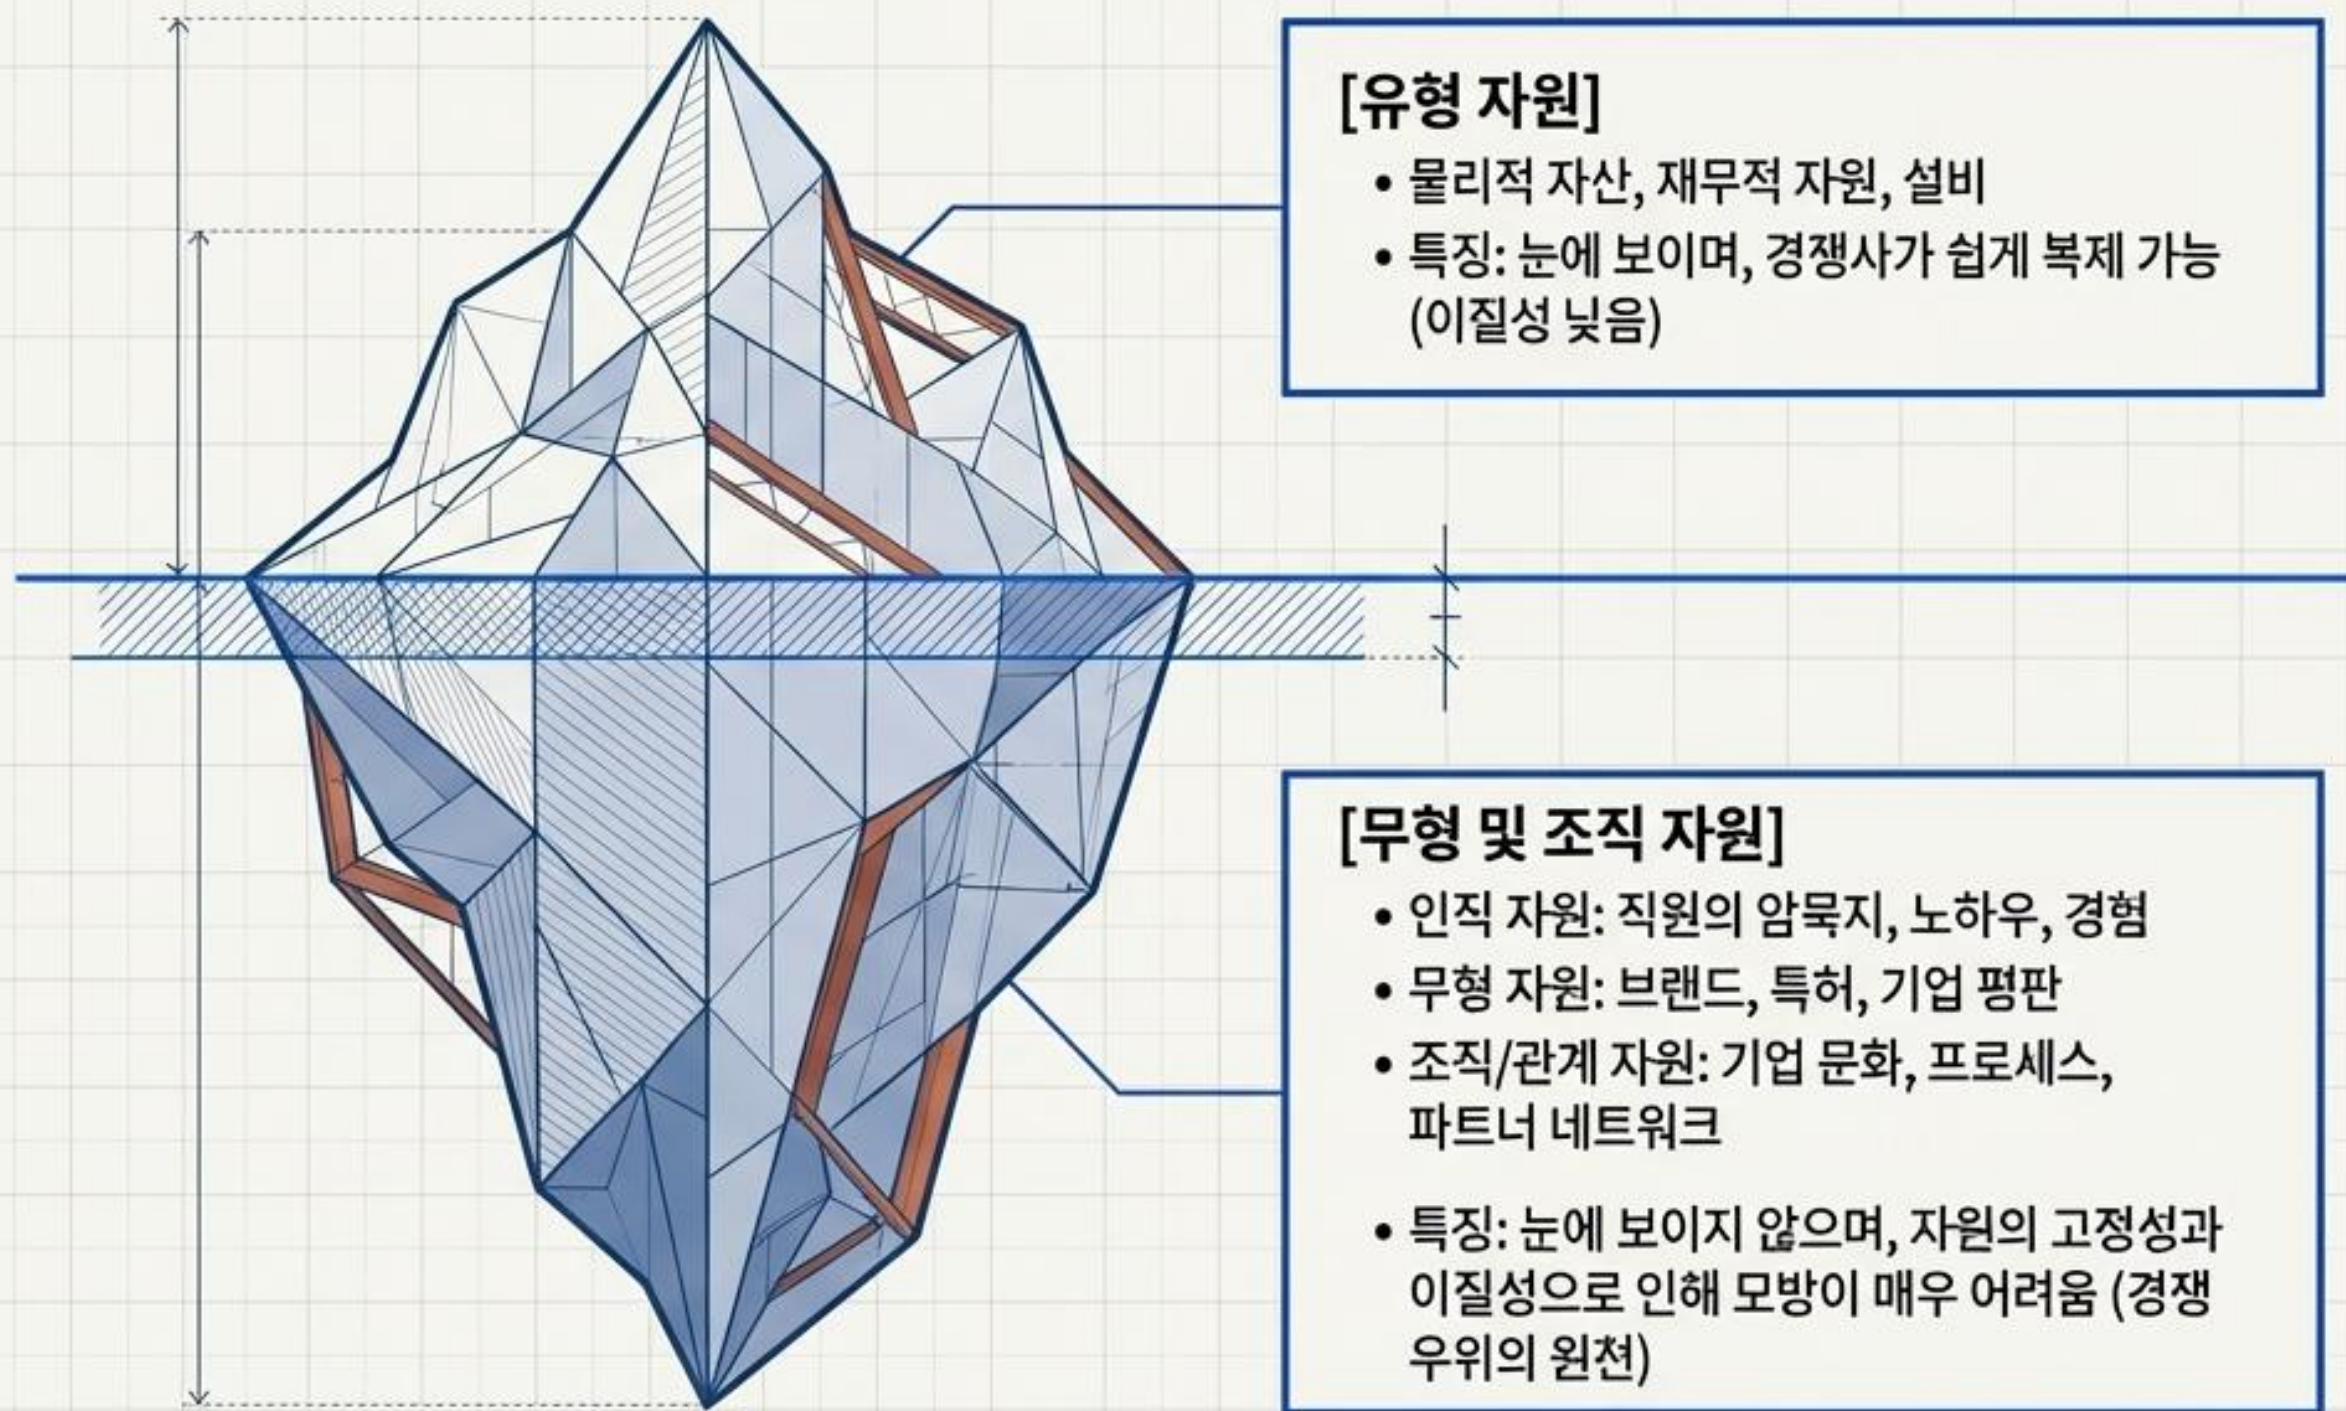 [유형 자원]
• 물리적 자산, 재무적 자원, 설비
• 특징: 눈에 보이며, 경쟁사가 쉽게 복제 가능
(이질성 낮음)
[무형 및 조직 자원]
• 인직 자원: 직원의 암묵지, 노하우, 경험
• 무형 자원: 브랜드, 특허, 기업 평판
• 조직/관계 자원: 기업 문화, 프로세스,
파트너 네트워크
• 특징: 눈에 보이지 않으며, 자원의 고정성과
이질성으로 인해 모방이 매우 어려움 (경쟁
우위의 원천)